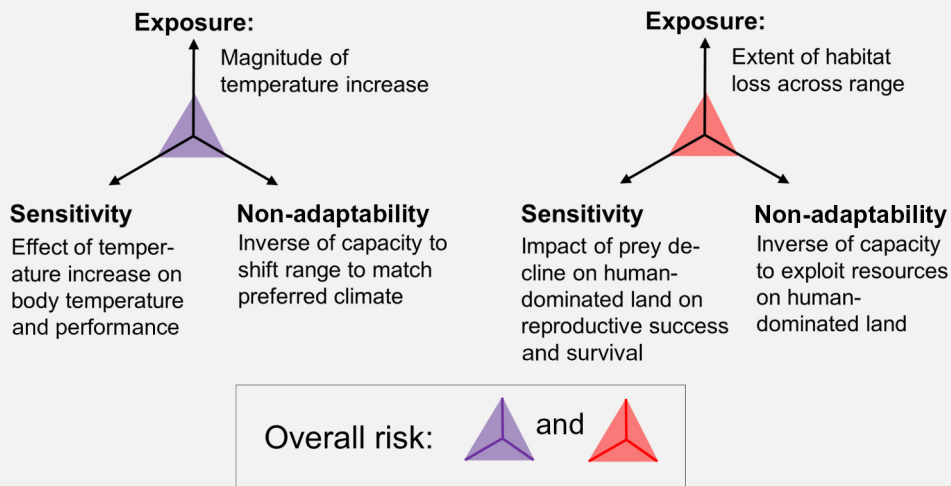 Exposure:
Magnitude of
temperature increase
Sensitivity
Effect of temper-
ature increase on
body temperature
and performance
Non-adaptability
Inverse of capacity to
shift range to match
preferred climate
Exposure:
Extent of habitat
loss across range
Sensitivity
Impact of prey de-
cline on human-
dominated land on
reproductive success
and survival
Non-adaptability
Inverse of capacity
to exploit resources
on human-
dominated land
Overall risk: and